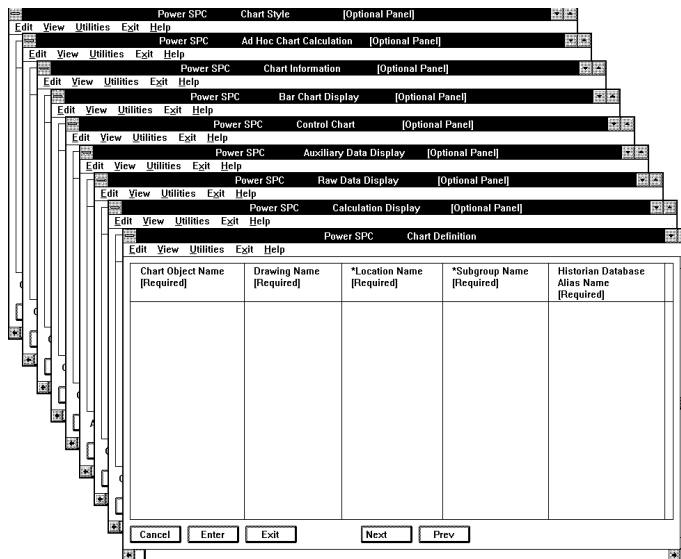 Power SPC Chart Style [Optional Panel]
Edit View Utilities Exit Help
Power SPC Ad Hoc Chart Calculation [Optional Panel]
Edit View Utilities Exit Help
Power SPC Chart Information [Optional Panel]
Edit View Utilities Exit Help
Power SPC Bar Chart Display [Optional Panel]
Edit View Utilities Exit Help
Power SPC Control Chart [Optional Panel]
Edit View Utilities Exit Help
Power SPC Auxiliary Data Display [Optional Panel]
Edit View Utilities Exit Help
Power SPC Raw Data Display [Optional Panel]
Edit View Utilities Exit Help
Power SPC Calculation Display [Optional Panel]
Edit View Utilities Exit Help
Power SPC Chart Definition
Edit View Utilities Exit Help
Chart Object Name Drawing Name *Location Name *Subgroup Name Historian Database
[Required] [Required] [Required] [Required] Alias Name
[Required]
Cancel Enter Exit Next Prev